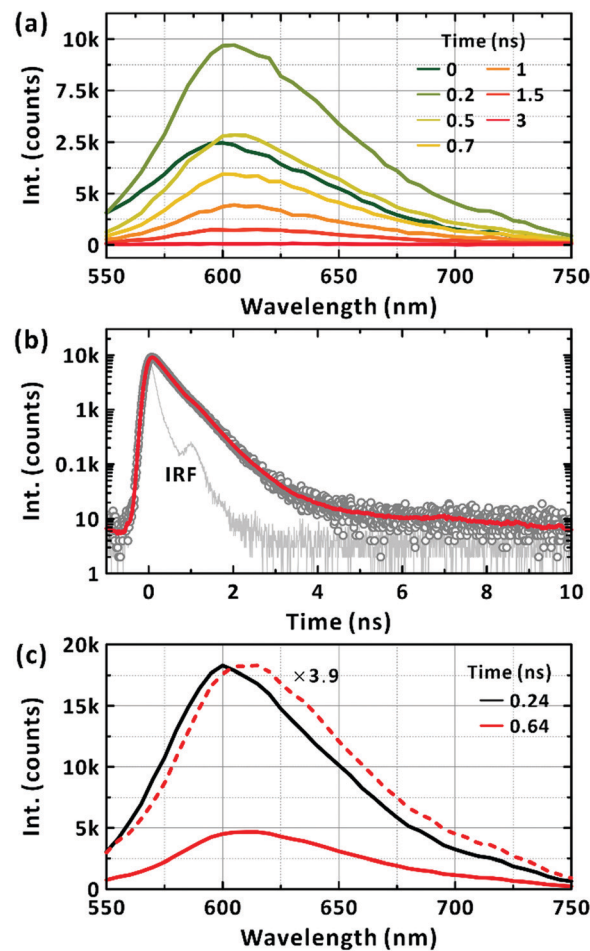 (a)
Int. (counts)
10k
7.5k
2.5k
5k
0
Time (ns)
0 1
0.2 1.5
0.5 3
0.7
550 600 650 700 750
Wavelength (nm)
(b)
Int. (counts)
10k
1k
0.1k
10
1
IRF
0 2 4 6 8 10
Time (ns)
(c)
Int. (counts)
20k
15k
10k
5k
0
×3.9
Time (ns)
0.24
0.64
550 600 650 700 750
Wavelength (nm)